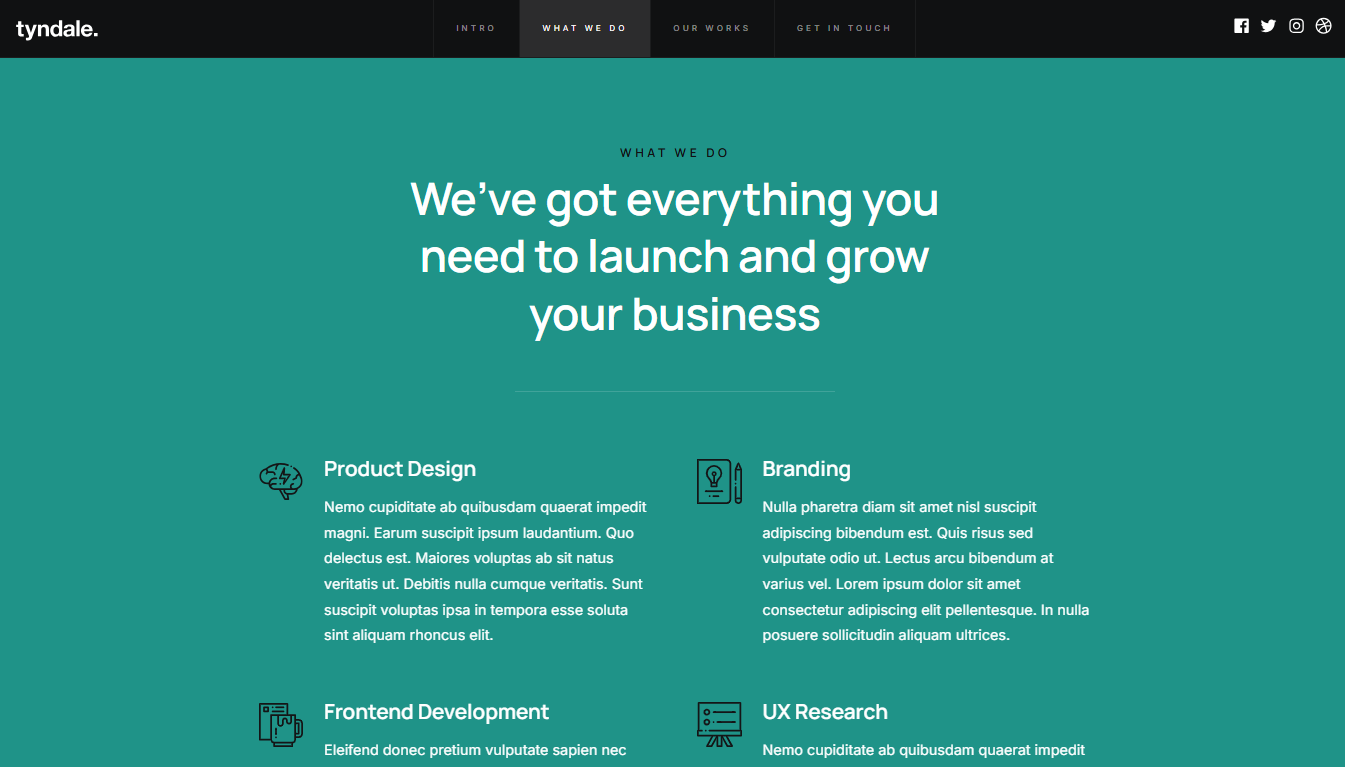 tyndale.
INTRO
WHAT WE DO
OUR WORKS
GET IN TOUCH
WHAT WE DO
We’ve got everything you
need to launch and grow
your business
Product Design
Nemo cupiditate ab quibusdam quaerat impedit
magni. Earum suscipit ipsum laudantium. Quo
delectus est. Maiores voluptas ab sit natus
veritatis ut. Debitis nulla cumque veritatis. Sunt
suscipit voluptas ipsa in tempora esse soluta
sint aliquam rhoncus elit.
Branding
Nulla pharetra diam sit amet nisl suscipit
adipiscing bibendum est. Quis risus sed
vulputate odio ut. Lectus arcu bibendum at
varius vel. Lorem ipsum dolor sit amet
consectetur adipiscing elit pellentesque. In nulla
posuere sollicitudin aliquam ultrices.
Frontend Development
Eleifend donec pretium vulputate sapien nec
UX Research
Nemo cupiditate ab quibusdam quaerat impedit